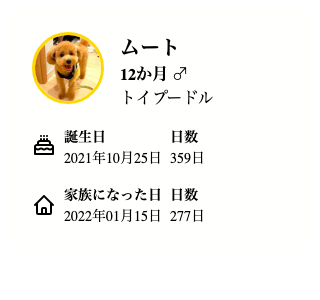 ムート
12か月 ♂
トイプードル
誕生日 日数
2021年10月25日 359日
家族になった日 日数
2022年01月15日 277日